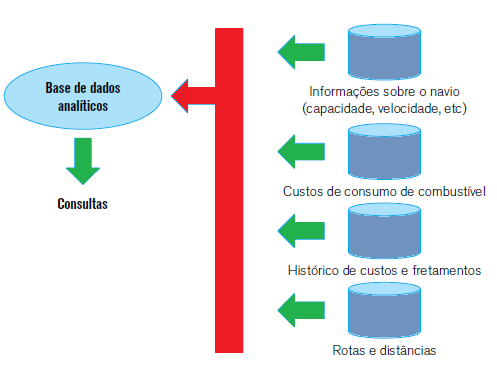 Base de dados
analíticos
Consultas
Informações sobre o navio
(capacidade, velocidade, etc)
Custos de consumo de combustível
Histórico de custos e fretamentos
Rotas e distâncias